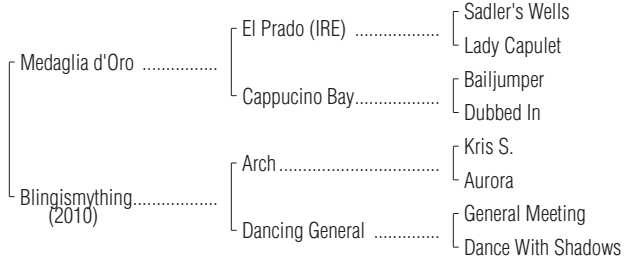 Sadler's Wells
El Prado (IRE) ..................
Lady Capulet
Medaglia d'Oro ................
Bailjumper
Cappucino Bay..................
Dubbed In
Kris S.
Arch..................................
Aurora
Blingismything..................
(2010)
General Meeting
Dancing General ..............
Dance With Shadows